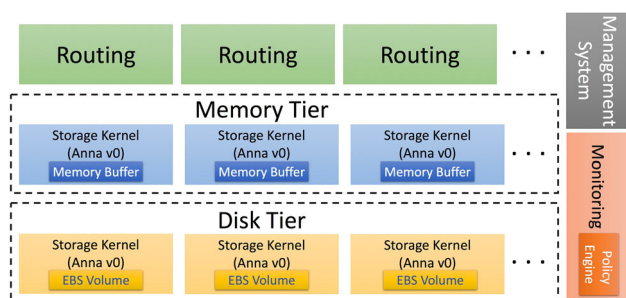 Routing
Routing
Routing
...
Management
System
Memory Tier
Storage Kernel
(Anna v0)
Memory Buffer
Storage Kernel
(Anna v0)
Memory Buffer
Storage Kernel
(Anna v0)
Memory Buffer
...
Monitoring
Policy
Engine
Disk Tier
Storage Kernel
(Anna v0)
EBS Volume
Storage Kernel
(Anna v0)
EBS Volume
Storage Kernel
(Anna v0)
EBS Volume
...